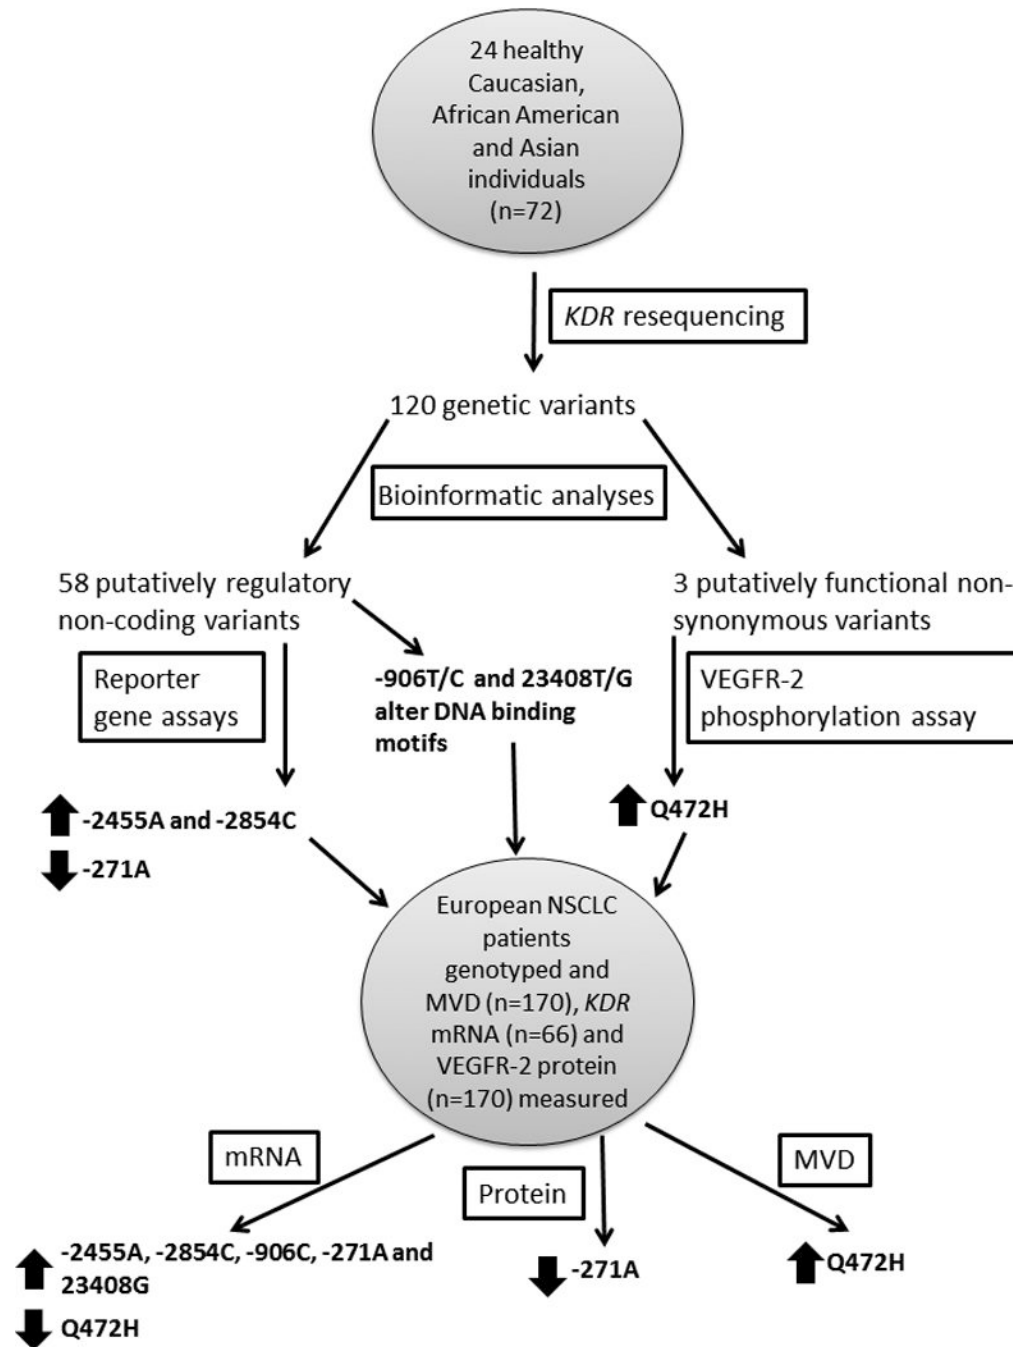 24 healthy
Caucasian,
African American
and Asian
individuals
(n=72)
KDR resequencing
120 genetic variants
Bioinformatic analyses
58 putatively regulatory
non-coding variants
3 putatively functional non-
synonymous variants
Reporter
gene assays
-906T/C and 23408T/G
alter DNA binding
motifs
VEGFR-2
phosphorylation assay
-2455A and -2854C
-271A
Q472H
European NSCLC
patients
genotyped and
MVD (n=170), KDR
mRNA (n=66) and
VEGFR-2 protein
(n=170) measured
mRNA
Protein
MVD
-2455A, -2854C, -906C, -271A and
23408G
Q472H
-271A
Q472H